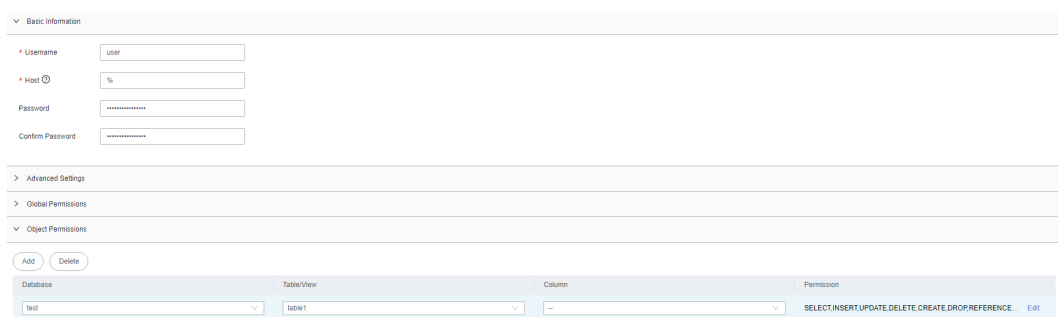 Basic Information
* Username user
* Host ? %
Password ••••••••••••••••
Confirm Password ••••••••••••••••
Advanced Settings
Global Permissions
Object Permissions
Add Delete
Database Table/View Column Permission
test table1 -- SELECT,INSERT,UPDATE,DELETE,CREATE,DROP,REFERENCE... Edit